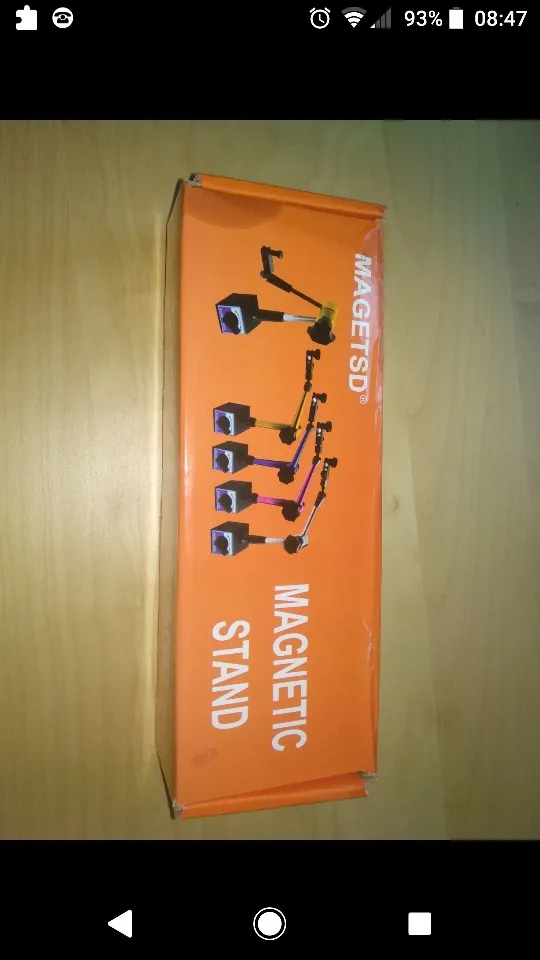 93% 08:47
MAGETSD®
MAGNETIC
STAND